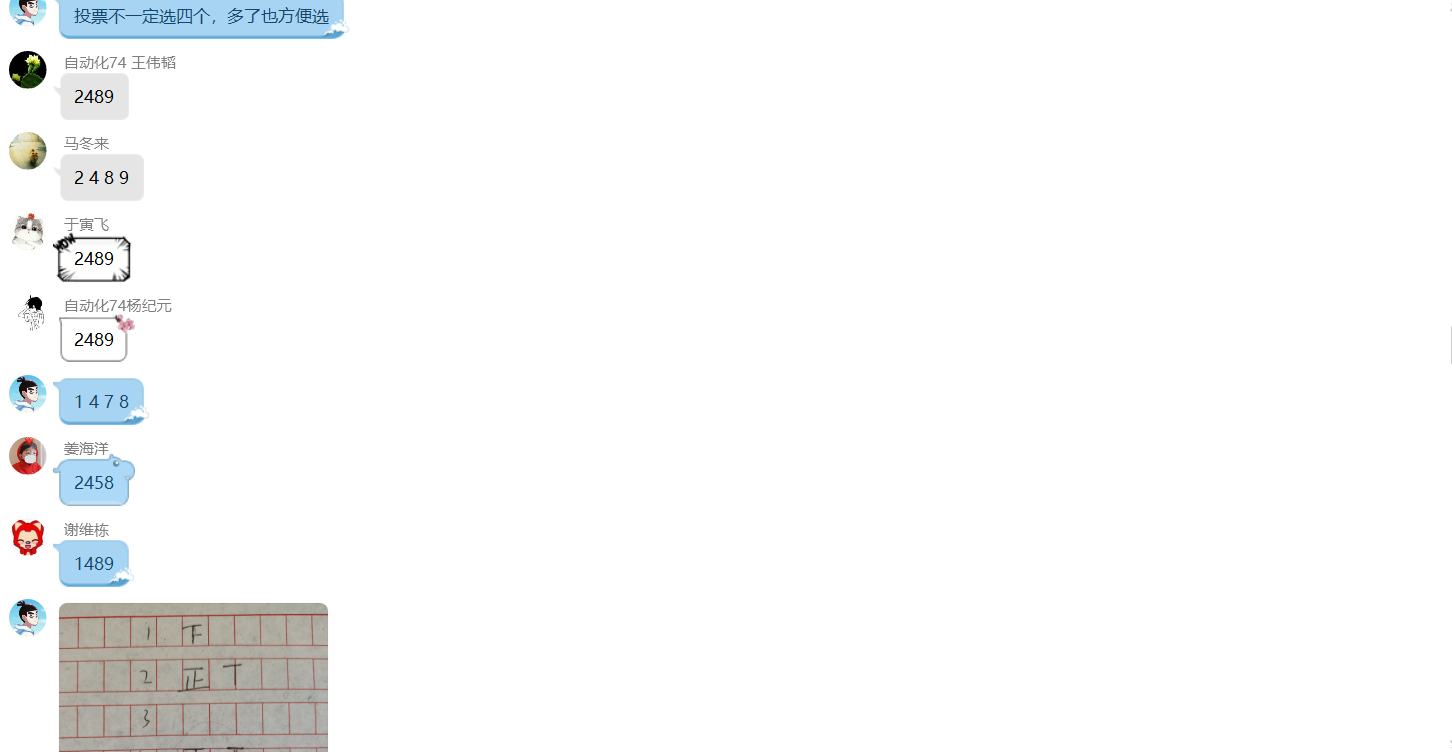 投票不一定选四个，多了也方便选
自动化74 王伟韬
2489
马冬来
2 4 8 9
于寅飞
WOW
2489
自动化74杨纪元
2489
1 4 7 8
姜海洋
2458
谢维栋
1489
1. 下
2 正 丅
3